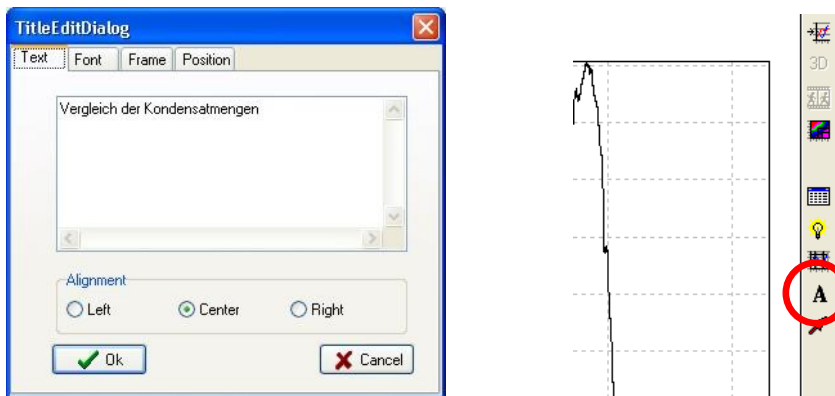 TitleEditDialog
Text Font Frame Position
Vergleich der Kondensatmengen
Alignment
Left Center Right
Ok Cancel
3D
A